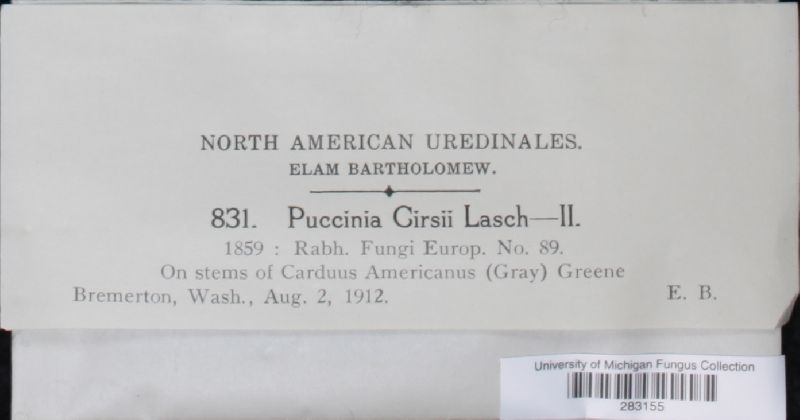 NORTH AMERICAN UREDINALES.
ELAM BARTHOLOMEW.
831. Puccinia Cirsii Lasch—II.
1859 : Rabh. Fungi Europ. No. 89.
On stems of Carduus Americanus (Gray) Greene
Bremerton, Wash., Aug. 2, 1912. E. B.
University of Michigan Fungus Collection
283155